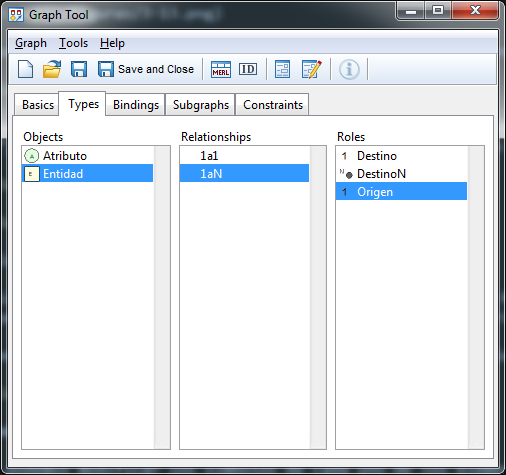 Graph Tool
Graph Tools Help
Save and Close MERL ID
Basics Types Bindings Subgraphs Constraints
Objects Relationships Roles
A Atributo 1a1 1 Destino
E Entidad 1aN N DestinoN
1 Origen